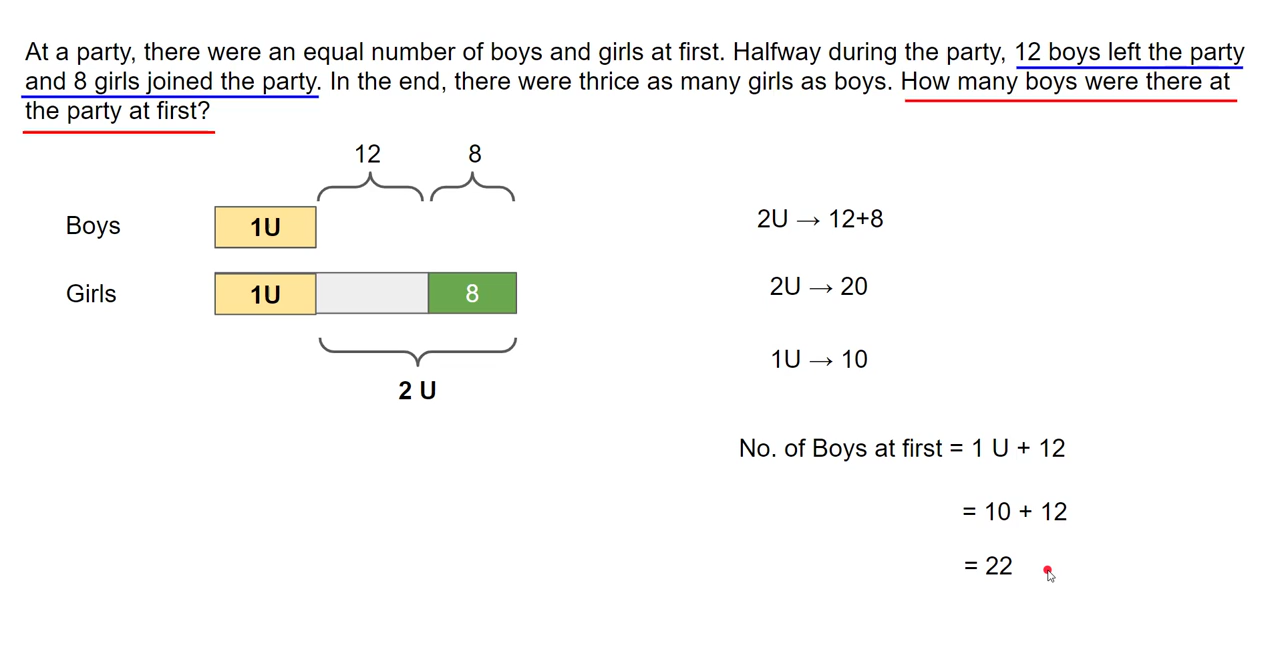 At a party, there were an equal number of boys and girls at first. Halfway during the party, 12 boys left the party
and 8 girls joined the party. In the end, there were thrice as many girls as boys. How many boys were there at
the party at first?
12 8
Boys 1U
Girls 1U 8
2 U
2U → 12+8
2U → 20
1U → 10
No. of Boys at first = 1 U + 12
= 10 + 12
= 22